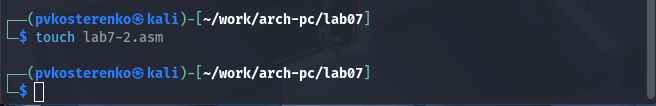 ┌──(pvkosterenko㉿kali)-[~/work/arch-pc/lab07]
└─$ touch lab7-2.asm
┌──(pvkosterenko㉿kali)-[~/work/arch-pc/lab07]
└─$